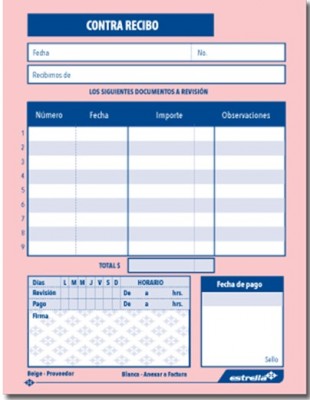 CONTRA RECIBO
Fecha No.
Recibimos de
LOS SIGUIENTES DOCUMENTOS A REVISIÓN
Número Fecha Importe Observaciones
1
2
3
4
5
6
7
8
9
TOTAL $
Días L M M J V S D HORARIO
Revisión De a hrs.
Pago De a hrs.
Firma
Fecha de pago
Sello
Beige - Proveedor Blanco - Anexar a Factura estrella